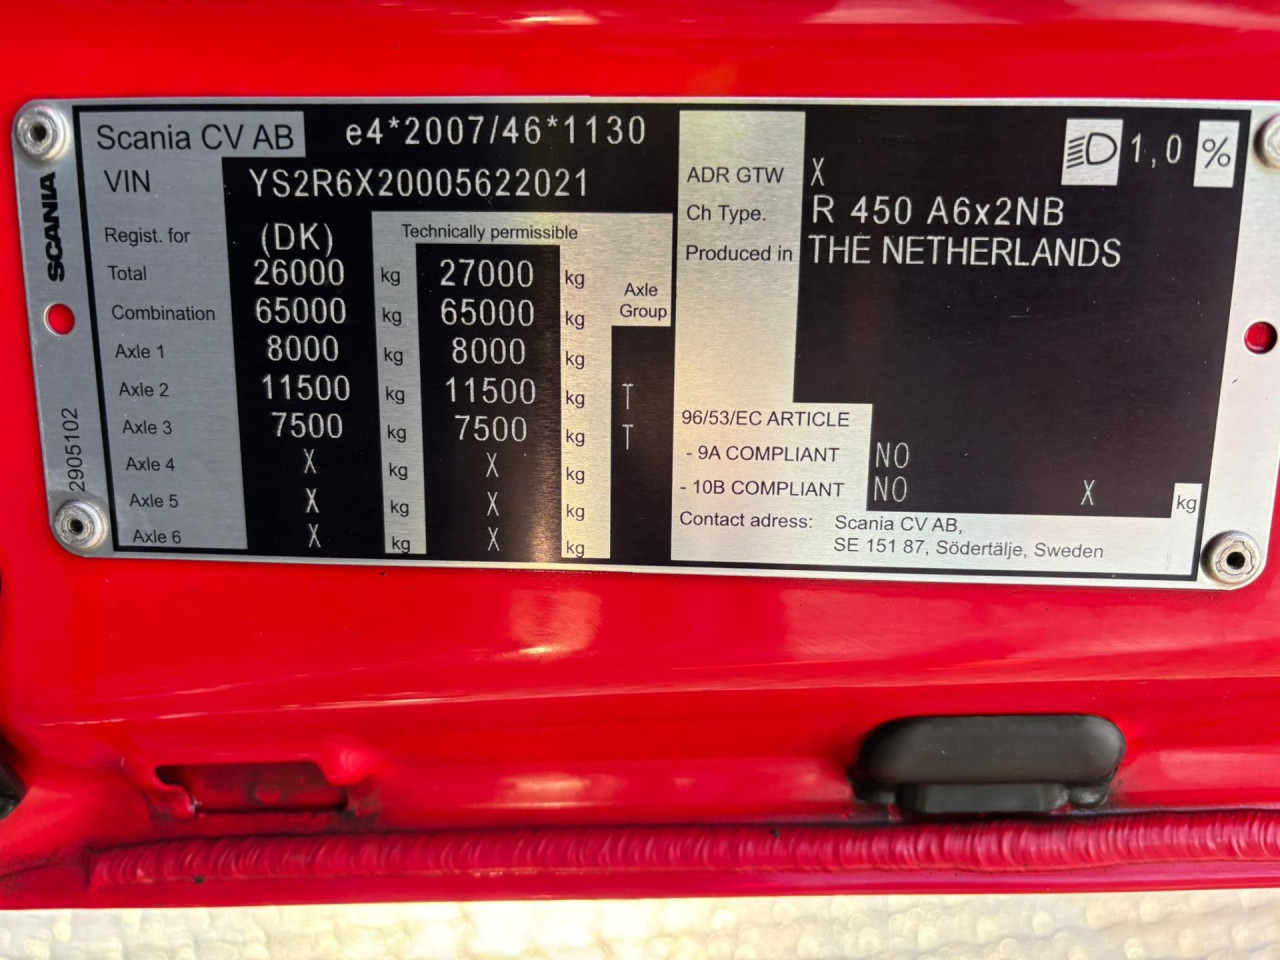 Scania CV AB e4*2007/46*1130
VIN YS2R6X20005622021
SCANIA
2905102
Regist. for (DK) Technically permissible
Total 26000 kg 27000 kg
Axle
Group
Combination 65000 kg 65000 kg
Axle 1 8000 kg 8000 kg
Axle 2 11500 kg 11500 kg T
Axle 3 7500 kg 7500 kg T
Axle 4 X kg X kg
Axle 5 X kg X kg
Axle 6 X kg X kg
1,0 %
ADR GTW X
Ch Type. R 450 A6x2NB
Produced in THE NETHERLANDS
96/53/EC ARTICLE
- 9A COMPLIANT NO
- 10B COMPLIANT NO X kg
Contact adress: Scania CV AB,
SE 151 87, Södertälje, Sweden